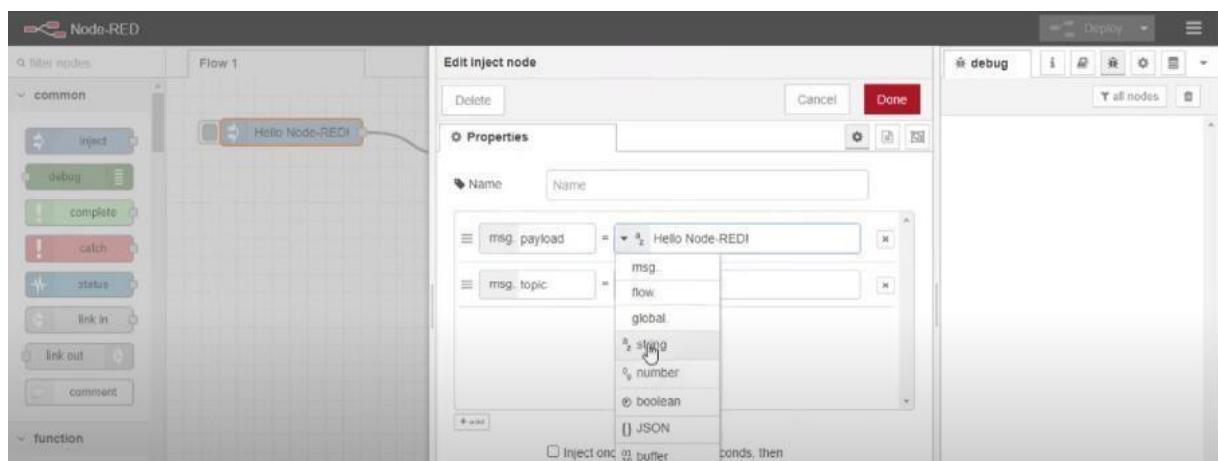 Node-RED
Deploy
filter nodes
Flow 1
Edit inject node
debug
i
common
Delete
Cancel
Done
all nodes
inject
Hello Node-RED!
Properties
debug
Name
Name
complete
msg. payload
=
Hello Node-RED!
catch
msg.
status
msg. topic
=
flow.
link in
global.
string
link out
number
comment
boolean
+ add
{} JSON
function
Inject once
buffer
conds, then